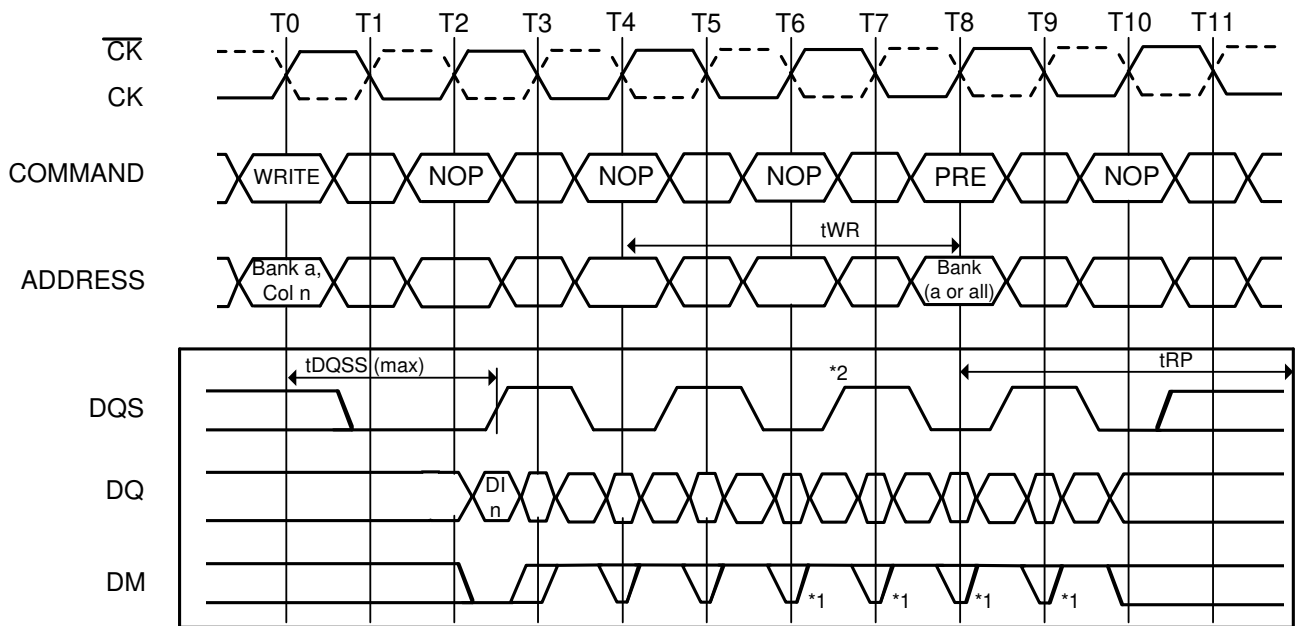 T0 T1 T2 T3 T4 T5 T6 T7 T8 T9 T10 T11
CK
CK
COMMAND WRITE NOP NOP NOP PRE NOP
tWR
ADDRESS Bank a, Col n Bank (a or all)
tDQSS (max) tRP
*2
DQS
DQ DI n
DM *1 *1 *1 *1